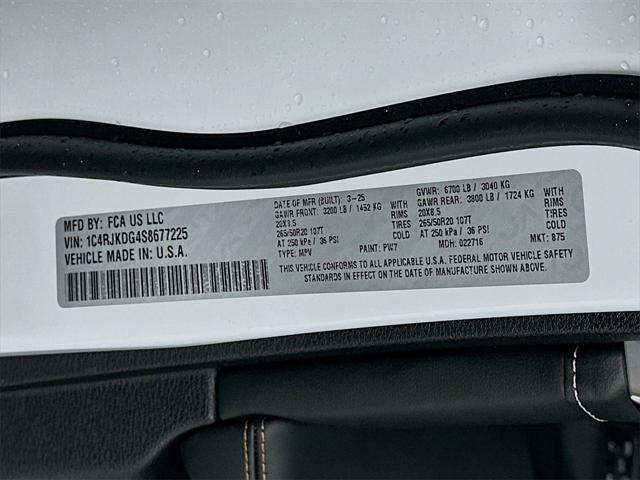 MFD BY: FCA US LLC
VIN: 1C4RJKDG4S8677225
VEHICLE MADE IN: U.S.A.
DATE OF MFR (BUILT): 3-25
GAWR FRONT: 3200 LB/ 1452 KG WITH
20X8.5 RIMS
265/50R20 107T TIRES
AT 250 kPa / 36 PSI COLD
TYPE: MPV PAINT: PW7
GVWR: 6700 LB / 3040 KG
GAWR REAR: 3800 LB/ 1724 KG WITH
20X8.5 RIMS
265/50R20 107T TIRES
AT 250 kPa / 36 PSI COLD
MDH: 022716 MKT: 875
THIS VEHICLE CONFORMS TO ALL APPLICABLE U.S.A. FEDERAL MOTOR VEHICLE SAFETY
STANDARDS IN EFFECT ON THE DATE OF MANUFACTURE SHOWN ABOVE.